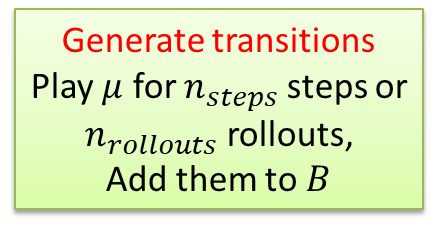 Generate transitions
Play μ for n_steps steps or
n_rollouts rollouts,
Add them to B